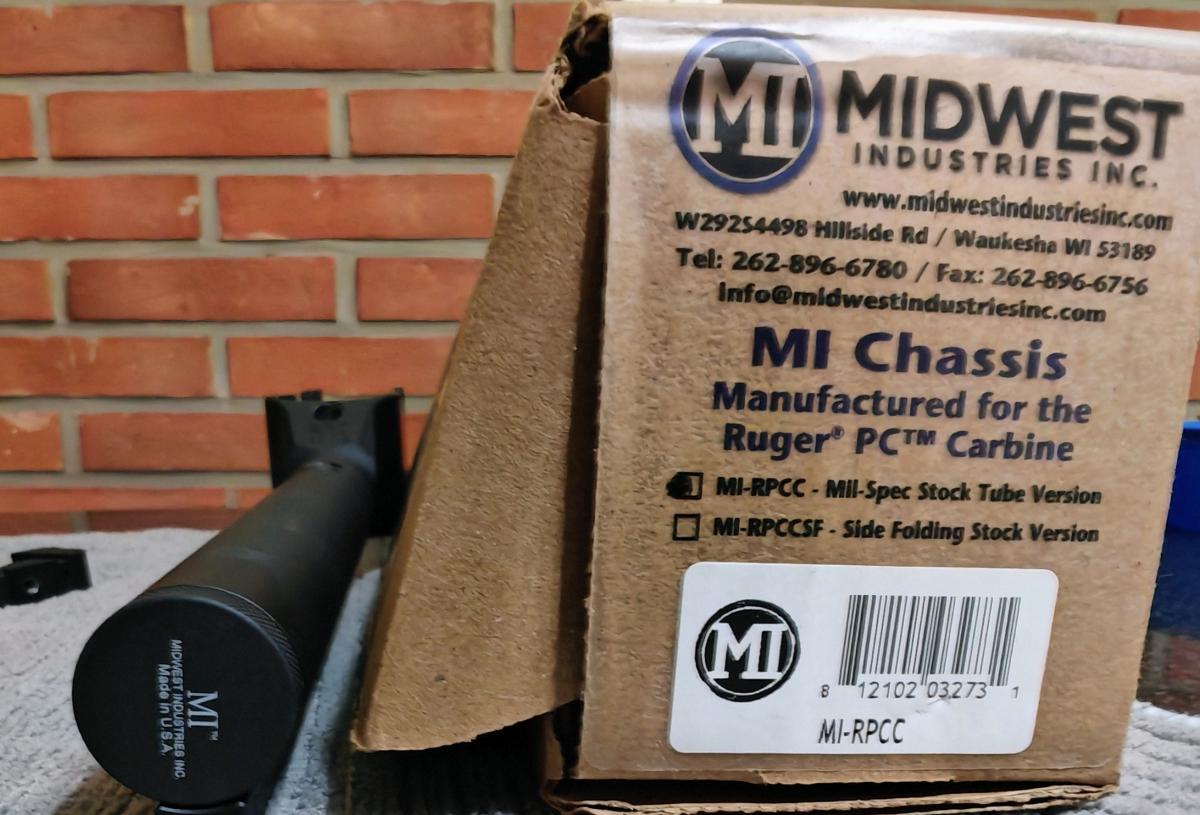 MI
MIDWEST
INDUSTRIES INC.
www.midwestindustriesinc.com
W292S4498 Hillside Rd / Waukesha WI 53189
Tel: 262-896-6780 / Fax: 262-896-6756
info@midwestindustriesinc.com
MI Chassis
Manufactured for the
Ruger® PC™ Carbine
MI-RPCC - Mil-Spec Stock Tube Version
MI-RPCCSF - Side Folding Stock Version
MI
8 12102 03273 1
MI-RPCC
MI™
MIDWEST INDUSTRIES INC.
Made in U.S.A.